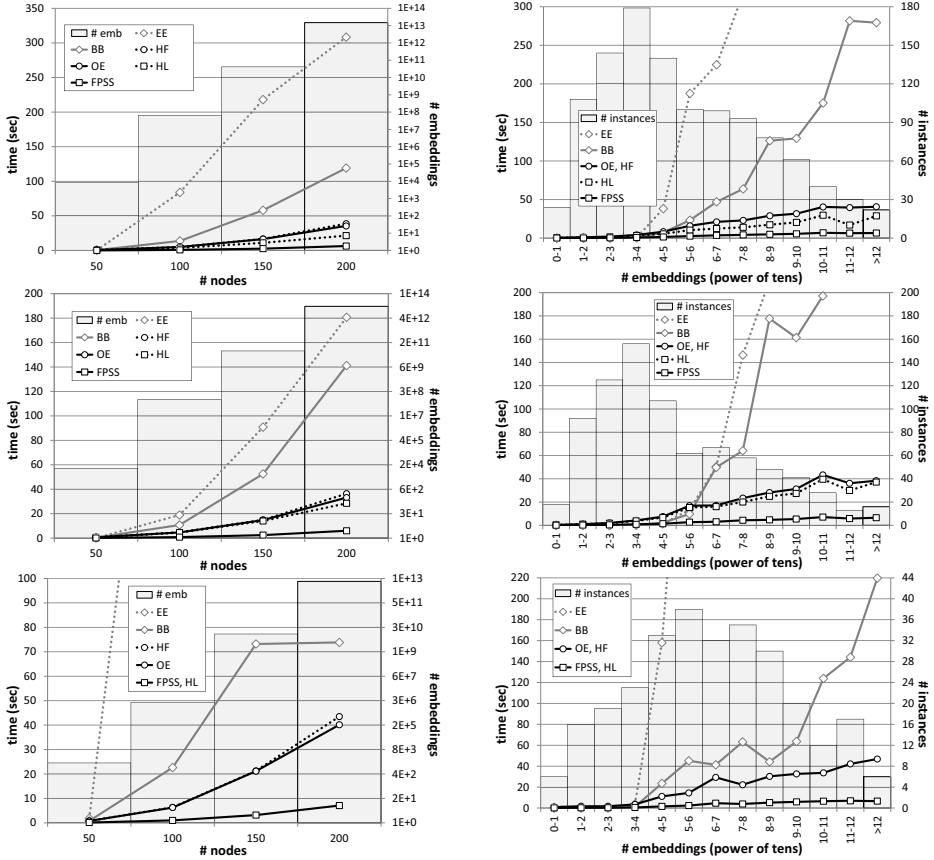 350
300
250
200
150
100
50
0
time (sec)
# emb
EE
BB
HF
OE
HL
FPSS
1E+14
1E+13
1E+12
1E+11
1E+10
1E+9
1E+8
1E+7
1E+6
1E+5
1E+4
1E+3
1E+2
1E+1
1E+0
# embeddings
50 100 150 200
# nodes
300
250
200
150
100
50
0
time (sec)
# instances
EE
BB
OE, HF
HL
FPSS
180
150
120
90
60
30
0
# instances
0-1 1-2 2-3 3-4 4-5 5-6 6-7 7-8 8-9 9-10 10-11 11-12 >12
# embeddings (power of tens)
200
180
160
140
120
100
80
60
40
20
0
time (sec)
# emb
EE
BB
HF
OE
HL
FPSS
1E+14
4E+12
2E+11
6E+9
3E+8
1E+7
4E+5
2E+4
6E+2
3E+1
1E+0
# embeddings
50 100 150 200
# nodes
200
180
160
140
120
100
80
60
40
20
0
time (sec)
# instances
EE
BB
OE, HF
HL
FPSS
200
180
160
140
120
100
80
60
40
20
0
# instances
0-1 1-2 2-3 3-4 4-5 5-6 6-7 7-8 8-9 9-10 10-11 11-12 >12
# embeddings (power of tens)
100
90
80
70
60
50
40
30
20
10
0
time (sec)
# emb
EE
BB
HF
OE
FPSS, HL
1E+13
5E+11
3E+10
1E+9
6E+7
3E+6
2E+5
8E+3
4E+2
2E+1
1E+0
# embeddings
50 100 150 200
# nodes
220
200
180
160
140
120
100
80
60
40
20
0
time (sec)
# instances
EE
BB
OE, HF
FPSS, HL
44
40
36
32
28
24
20
16
12
8
4
0
# instances
0-1 1-2 2-3 3-4 4-5 5-6 6-7 7-8 8-9 9-10 10-11 11-12 >12
# embeddings (power of tens)